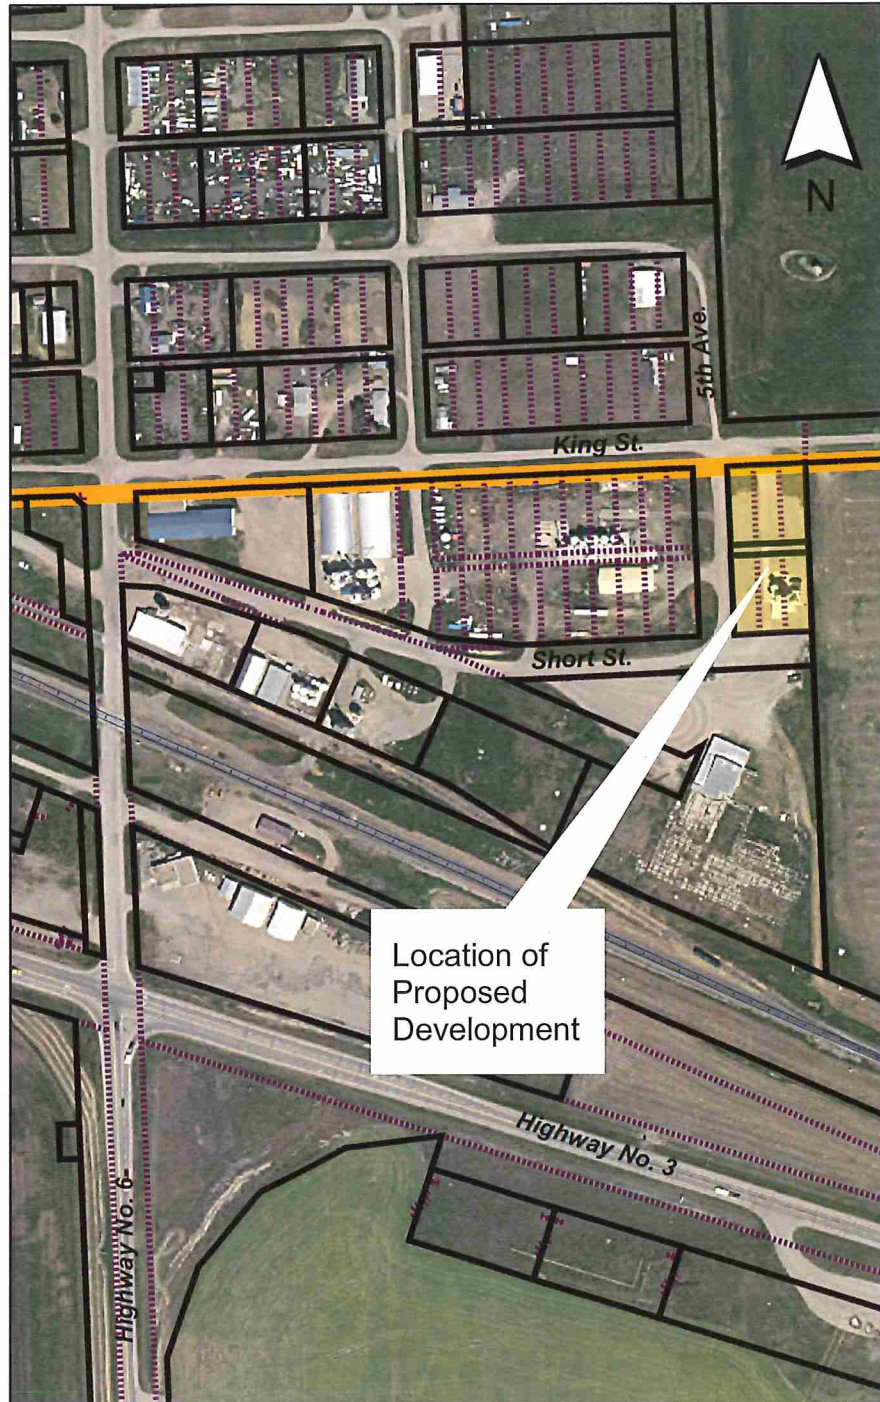 N
5th Ave.
King St.
Short St.
Location of
Proposed
Development
Highway No. 3
Highway No. 6